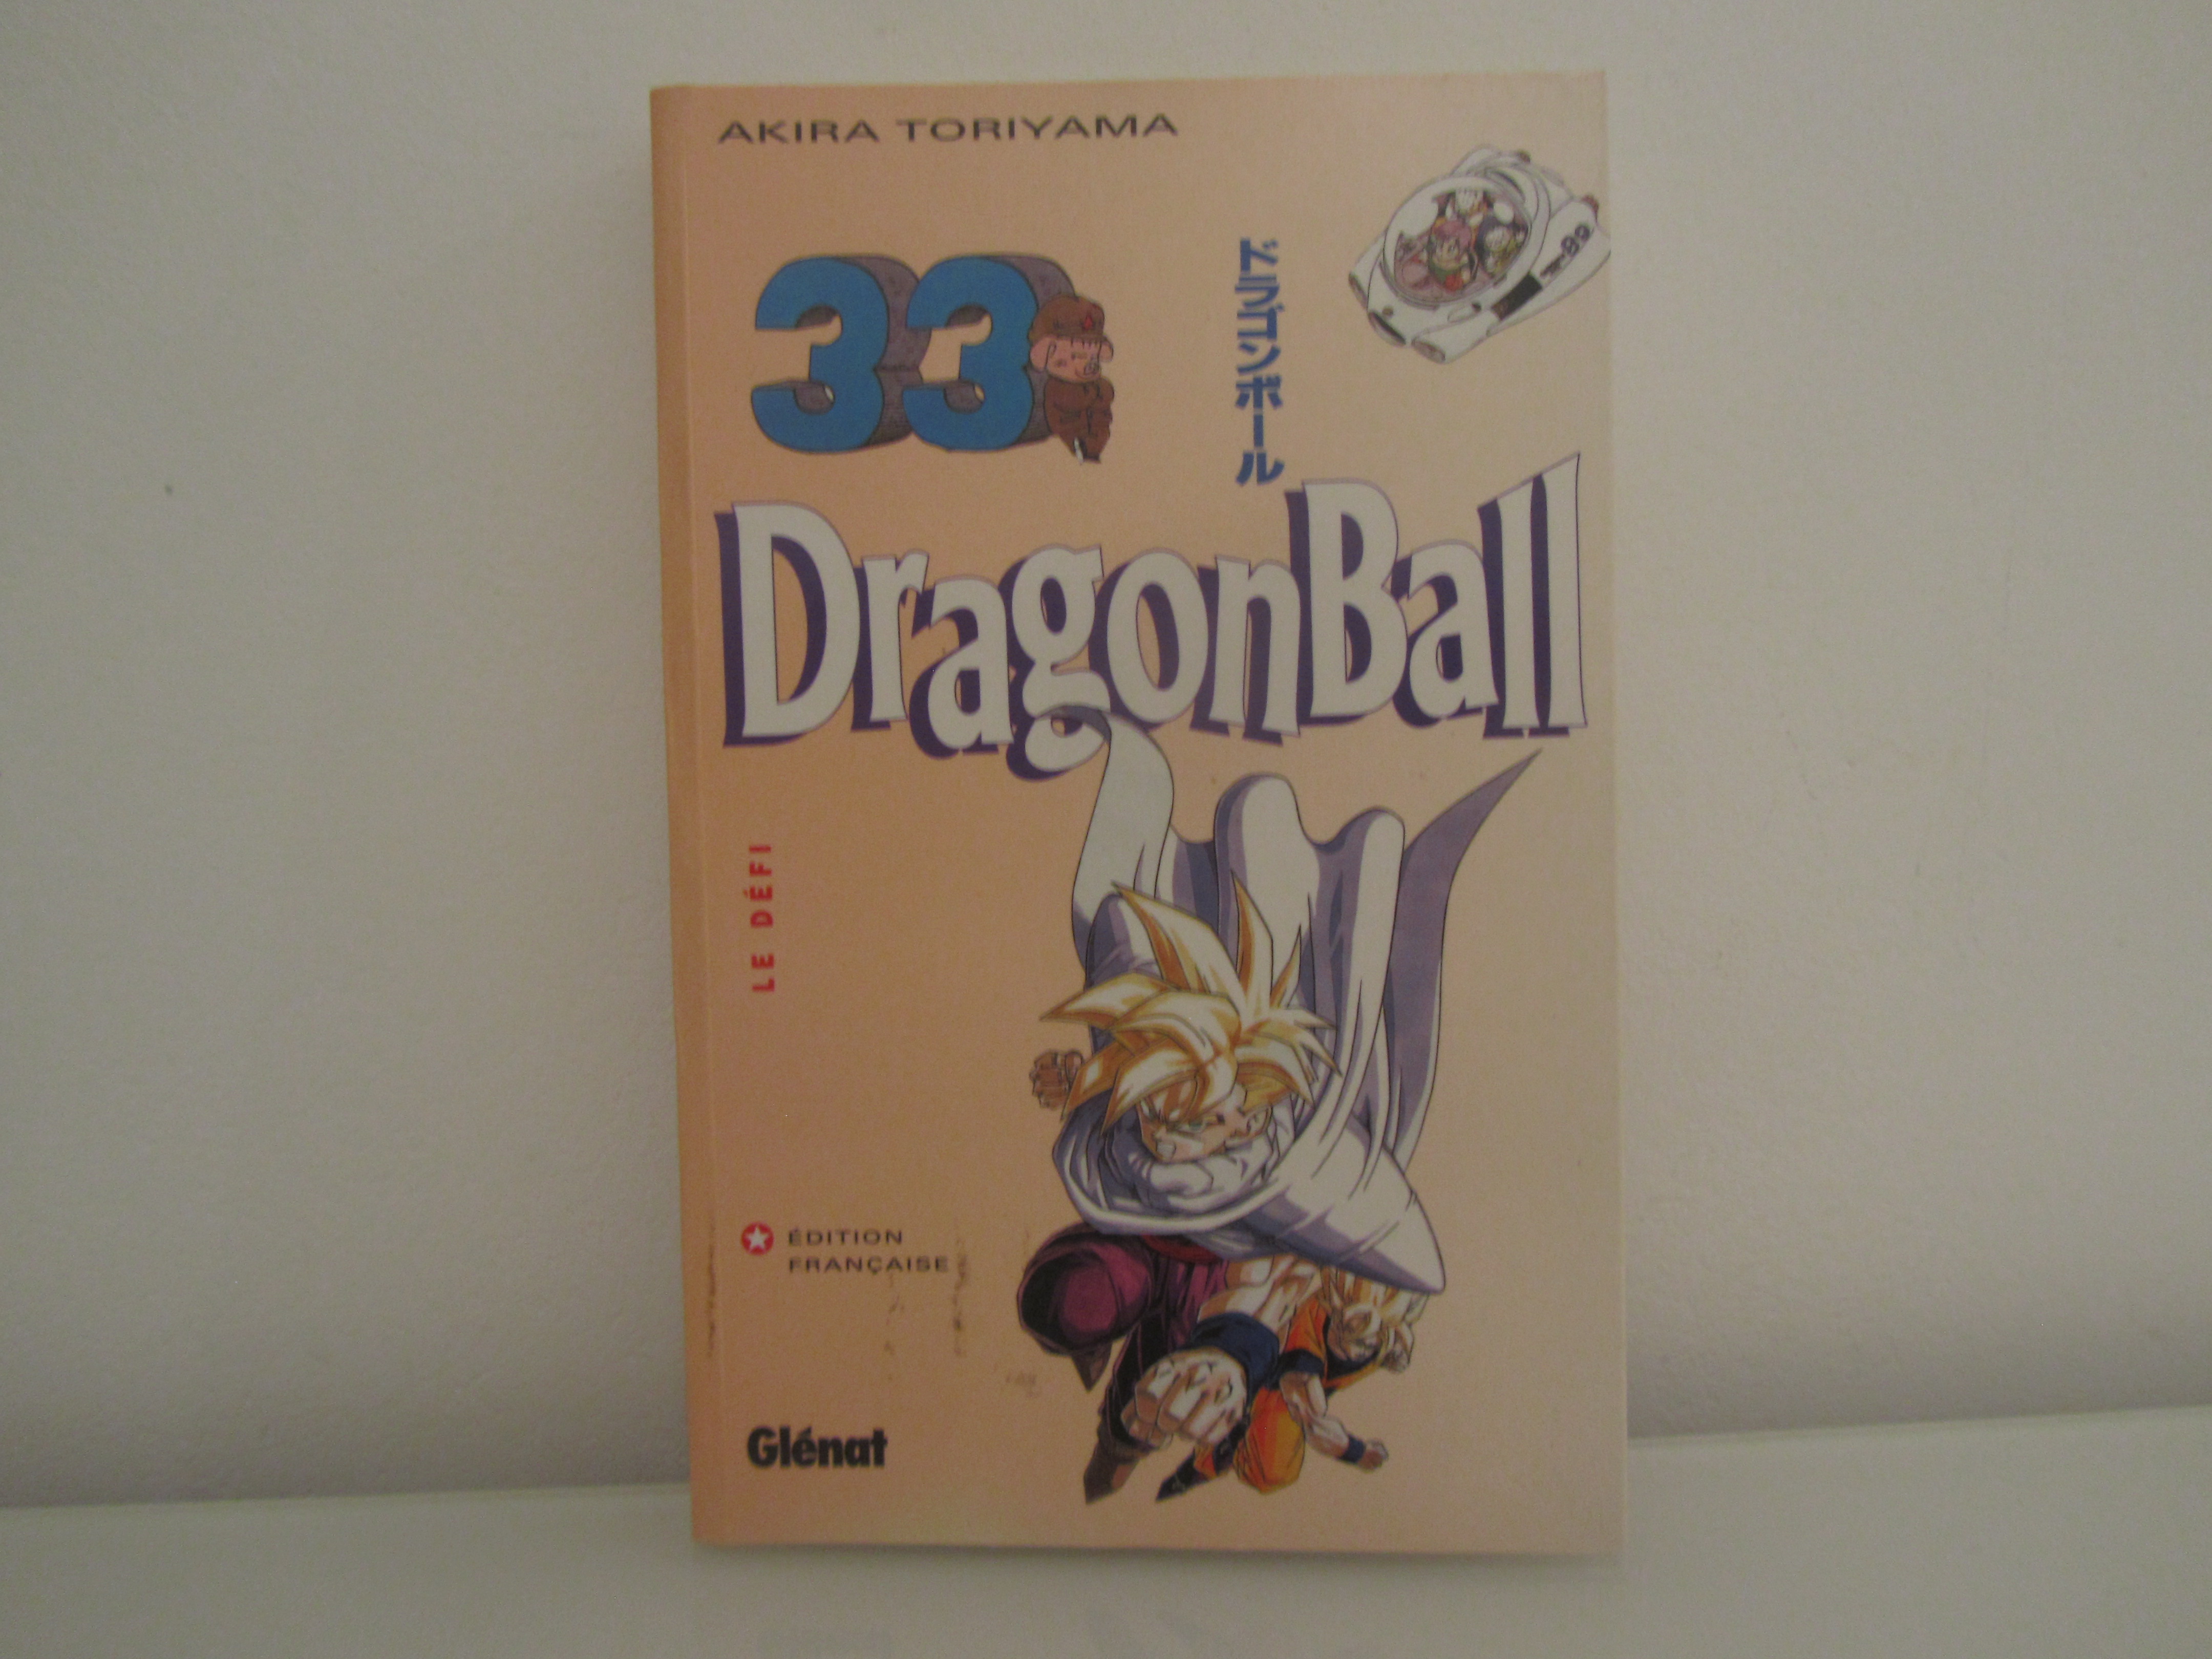 AKIRA TORIYAMA
33
ドラゴンボール
DragonBall
LE DÉFI
ÉDITION
FRANÇAISE
Glénat